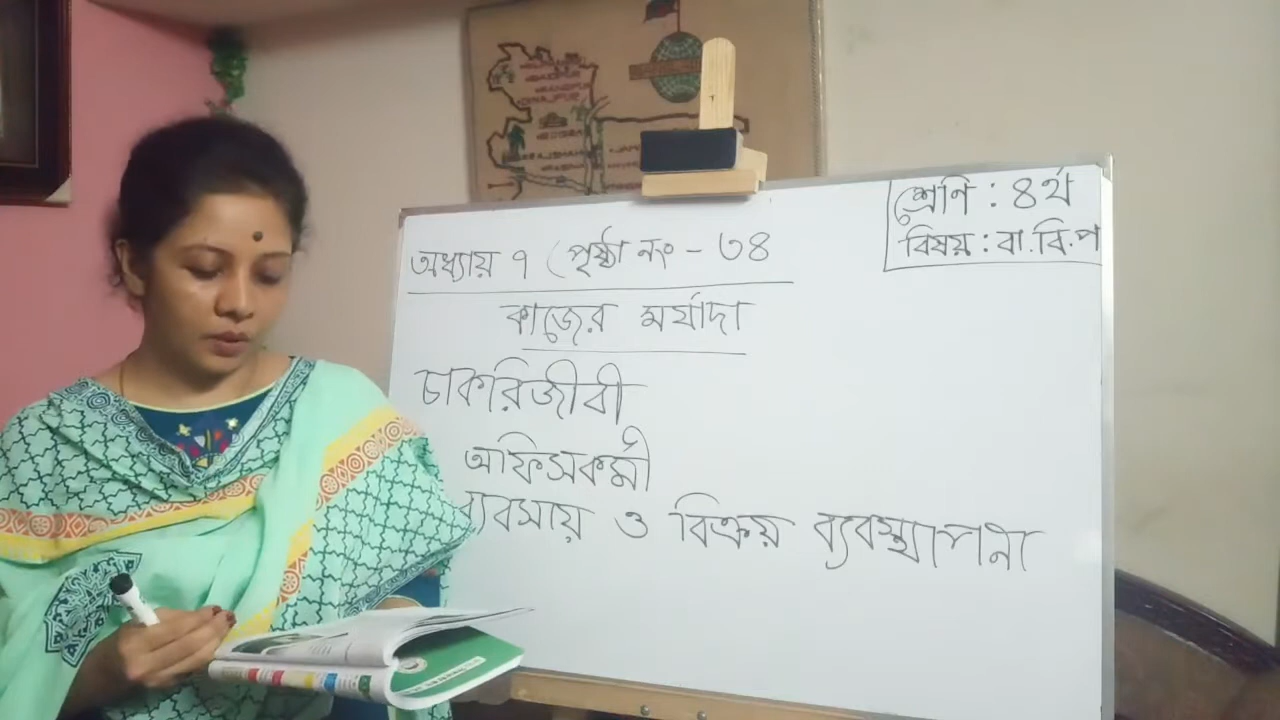 শ্রেণি : ৪র্থ
বিষয় : বা.বি.প
অধ্যায় ৭ (পৃষ্ঠা নং - ৩৪
কাজের মর্যাদা
চাকরিজীবী
অফিসকর্মী
ব্যবসায় ও বিক্রয় ব্যবস্থাপনা